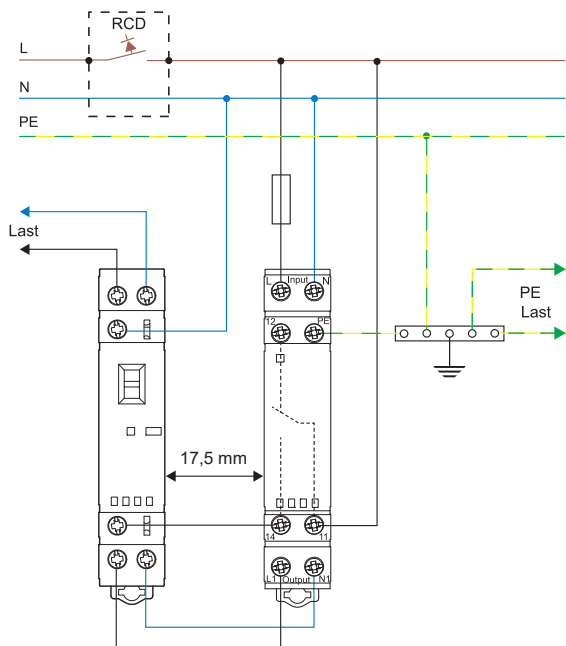 RCD
L
N
PE
Last
L Input N
12 PE
PE
Last
17,5 mm
14 11
L1 Output N1